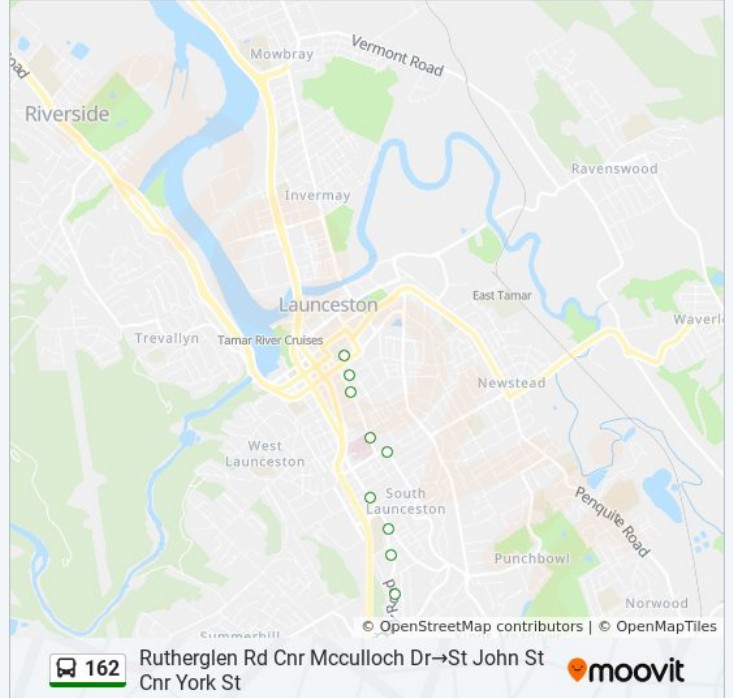 Mowbray
Vermont Road
Riverside
Ravenswood
Invermay
East Tamar
Launceston
Trevallyn
Tamar River Cruises
Newstead
West
Launceston
South
Launceston
Penquite Road
Punchbowl
Norwood
Summerhill
© OpenStreetMap contributors | © OpenMapTiles
162
Rutherglen Rd Cnr Mcculloch Dr→St John St
Cnr York St
moovit